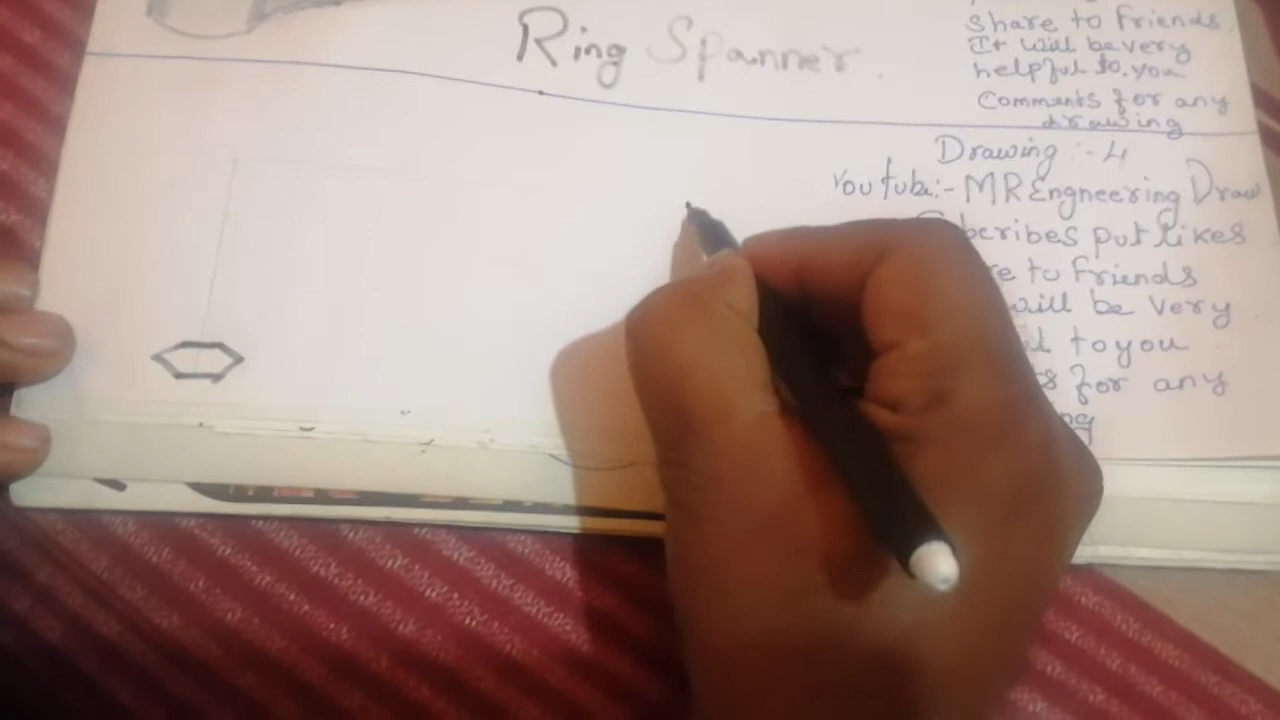 Ring Spanner.
Share to friends.
It will be very
helpful to you
Comments for any
drawing
Drawing :- 4
Youtube:- MR Engneering Draw
cribes put likes
re to friends
will be very
to you
s for any